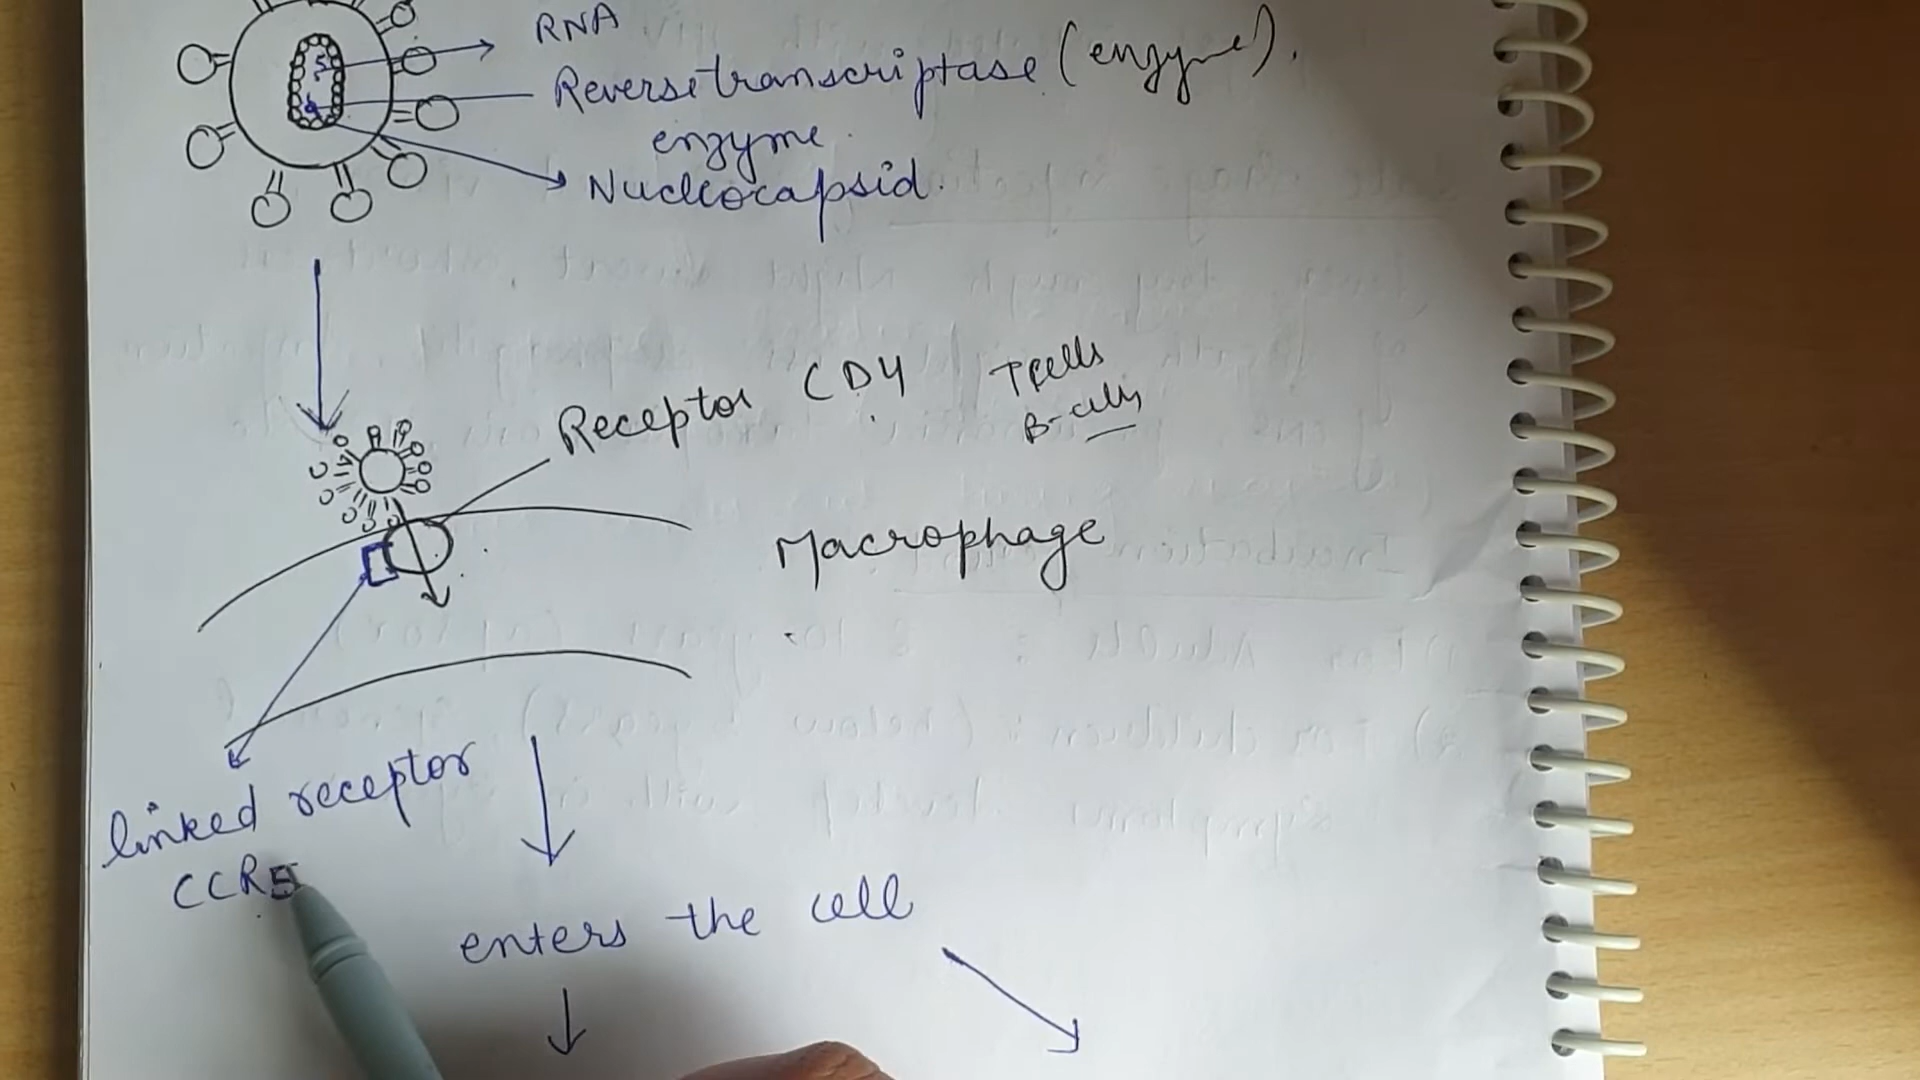 RNA
Reverse transcriptase (enzyme).
enzyme.
Nucleocapsid.
Receptor CD4
T cells
B-cells
Macrophage
linked receptor
CCR5
enters the cell